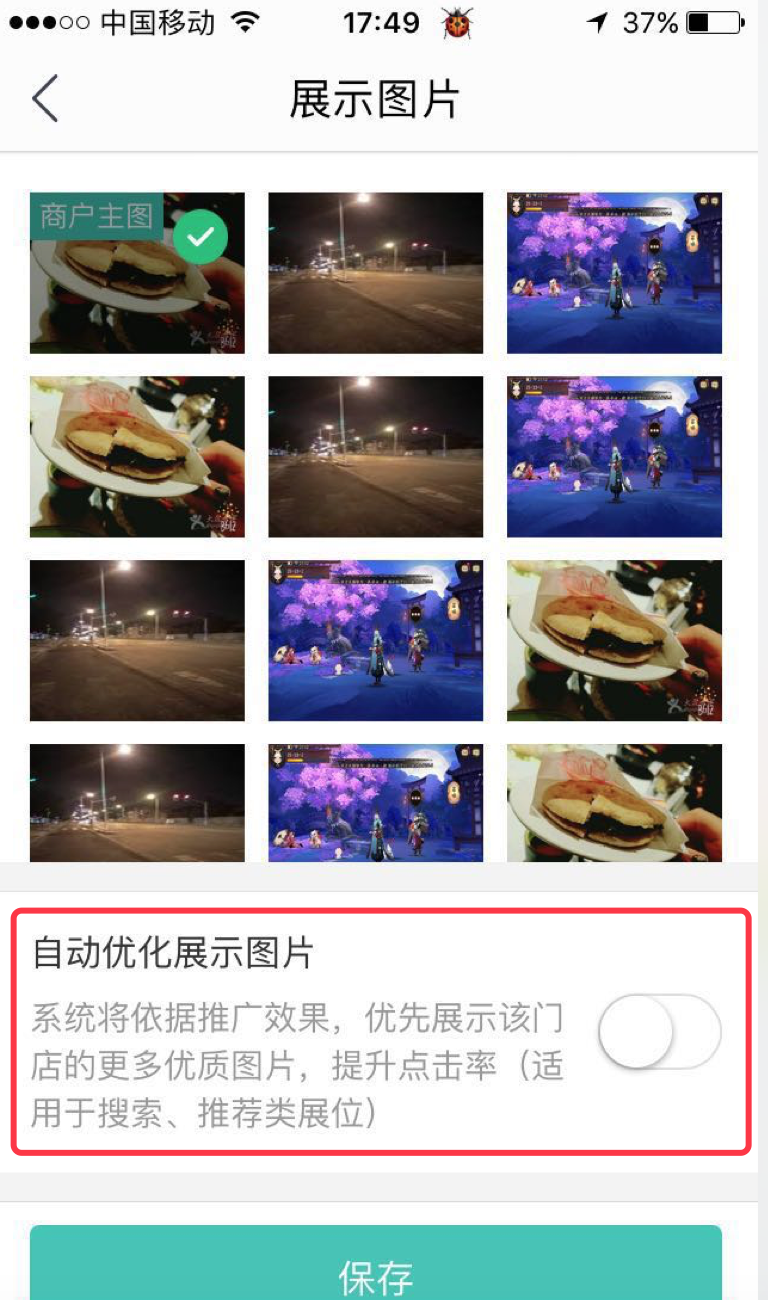 中国移动
17:49
37%
展示图片
商户主图
自动优化展示图片
系统将依据推广效果，优先展示该门
店的更多优质图片，提升点击率（适
用于搜索、推荐类展位）
保存